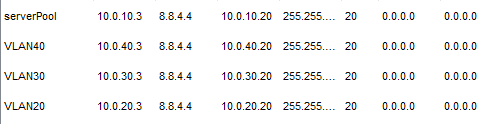 serverPool 10.0.10.3 8.8.4.4 10.0.10.20 255.255.... 20 0.0.0.0 0.0.0.0
VLAN40 10.0.40.3 8.8.4.4 10.0.40.20 255.255.... 20 0.0.0.0 0.0.0.0
VLAN30 10.0.30.3 8.8.4.4 10.0.30.20 255.255.... 20 0.0.0.0 0.0.0.0
VLAN20 10.0.20.3 8.8.4.4 10.0.20.20 255.255.... 20 0.0.0.0 0.0.0.0